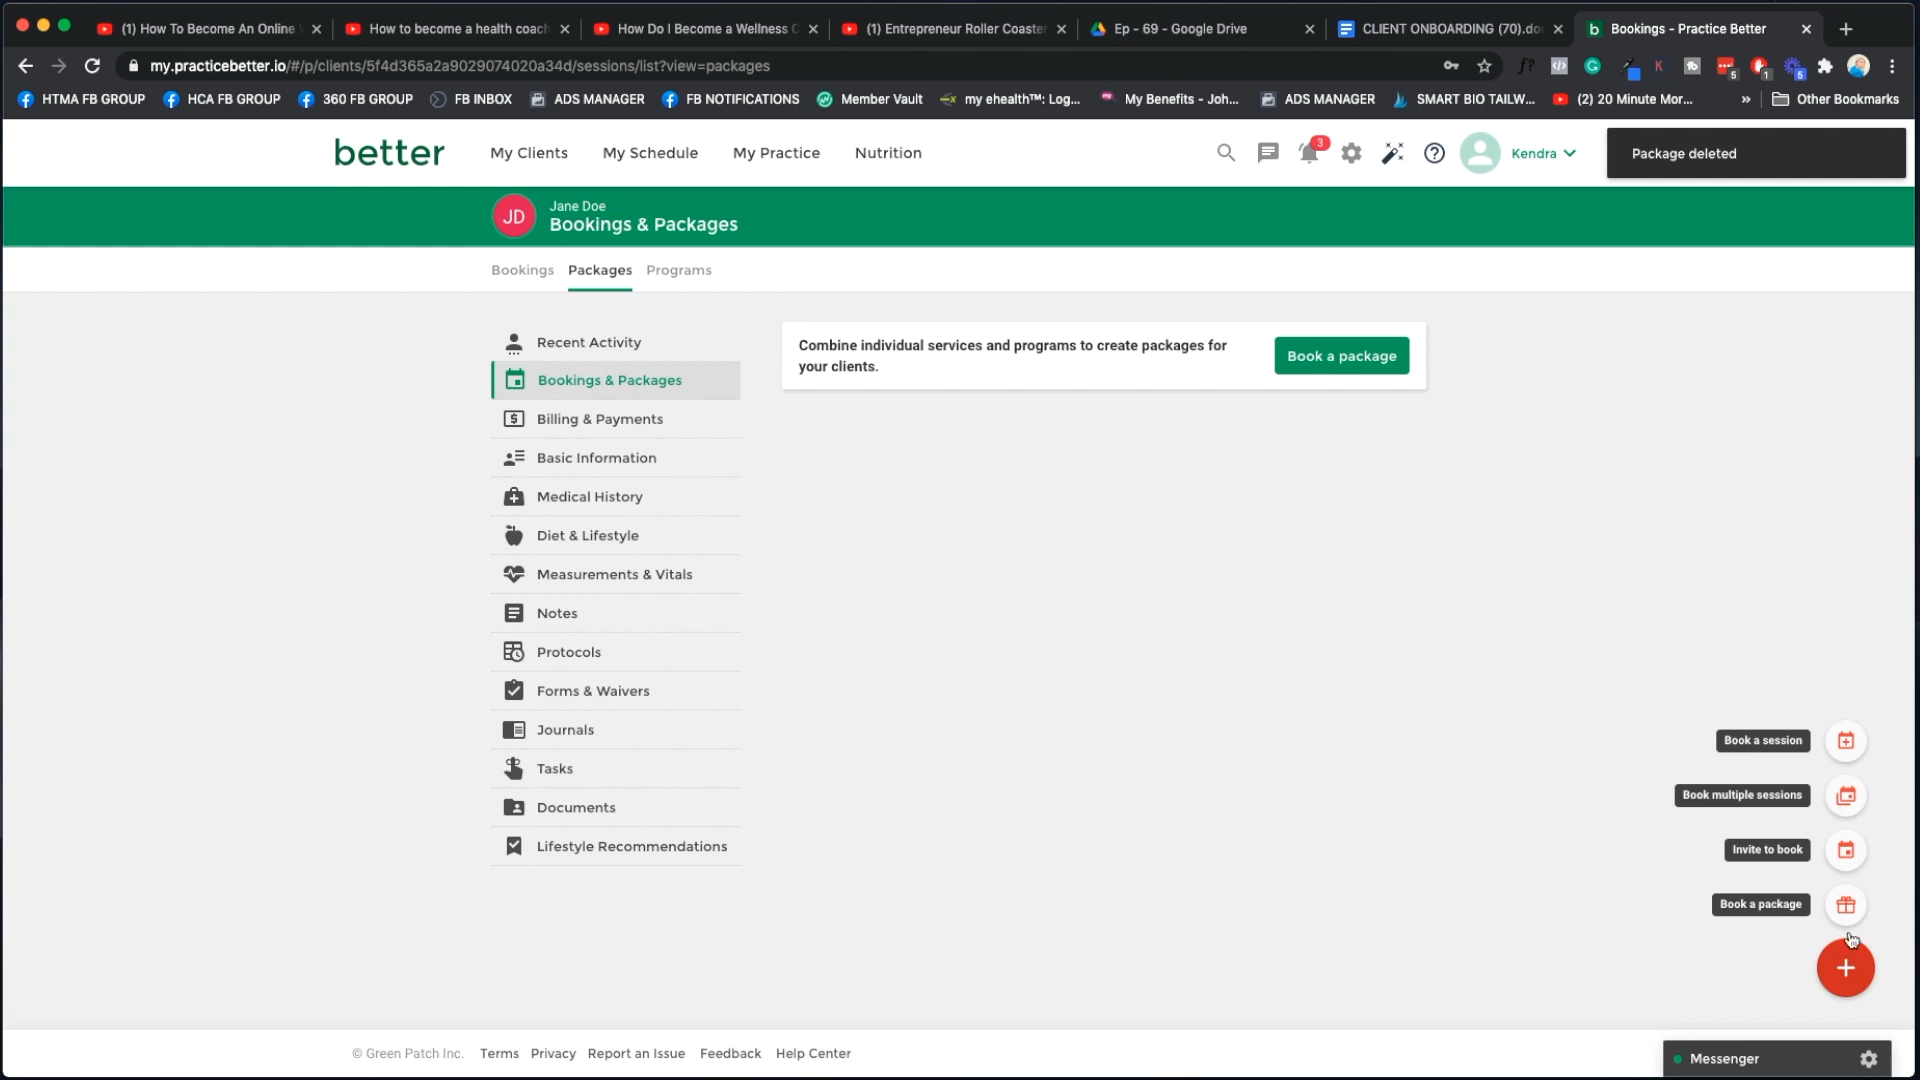 (1) How To Become An Online
How to become a health coach
How Do I Become a Wellness C
(1) Entrepreneur Roller Coaster
Ep - 69 - Google Drive
CLIENT ONBOARDING (70).do
Bookings - Practice Better
my.practicebetter.io/#/p/clients/5f4d365a2a9029074020a34d/sessions/list?view=packages
HTMA FB GROUP
HCA FB GROUP
360 FB GROUP
FB INBOX
ADS MANAGER
FB NOTIFICATIONS
Member Vault
my ehealth™: Log...
My Benefits - Joh...
ADS MANAGER
SMART BIO TAILW...
(2) 20 Minute Mor...
»
Other Bookmarks
better
My Clients
My Schedule
My Practice
Nutrition
3
Kendra
Package deleted
JD
Jane Doe
Bookings & Packages
Bookings
Packages
Programs
Recent Activity
Bookings & Packages
Billing & Payments
Basic Information
Medical History
Diet & Lifestyle
Measurements & Vitals
Notes
Protocols
Forms & Waivers
Journals
Tasks
Documents
Lifestyle Recommendations
Combine individual services and programs to create packages for
your clients.
Book a package
Book a session
Book multiple sessions
Invite to book
Book a package
© Green Patch Inc.
Terms
Privacy
Report an Issue
Feedback
Help Center
Messenger